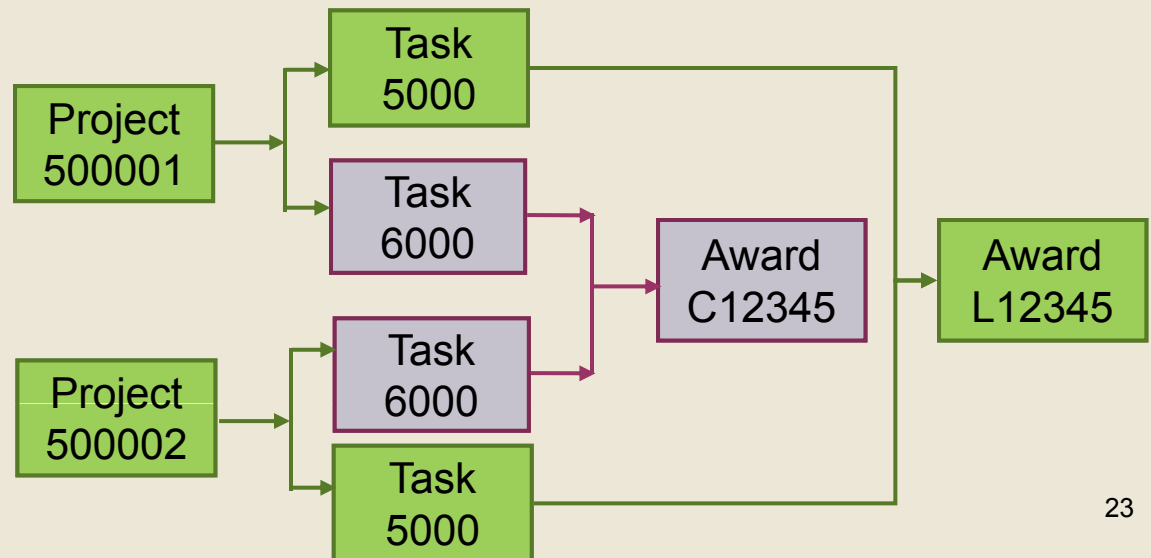 Task
5000
Project
500001
Task
6000
Award
C12345
Award
L12345
Task
6000
Project
500002
Task
5000
23